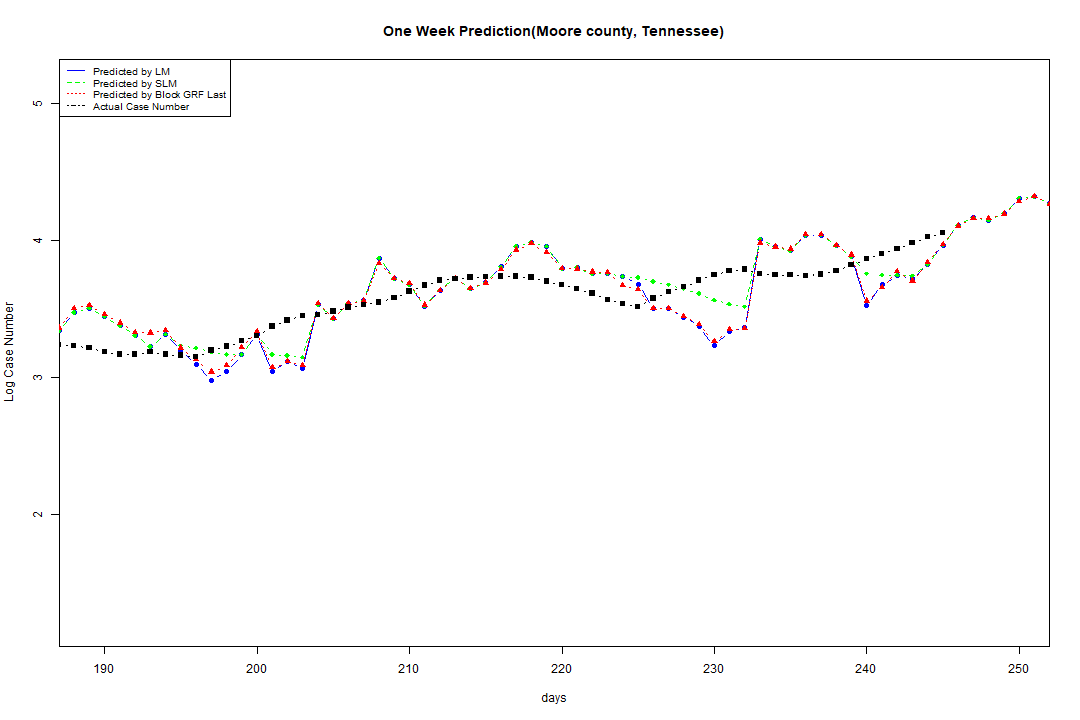 One Week Prediction(Moore county, Tennessee)
Predicted by LM
Predicted by SLM
Predicted by Block GRF Last
Actual Case Number
5
4
3
2
Log Case Number
190 200 210 220 230 240 250
days